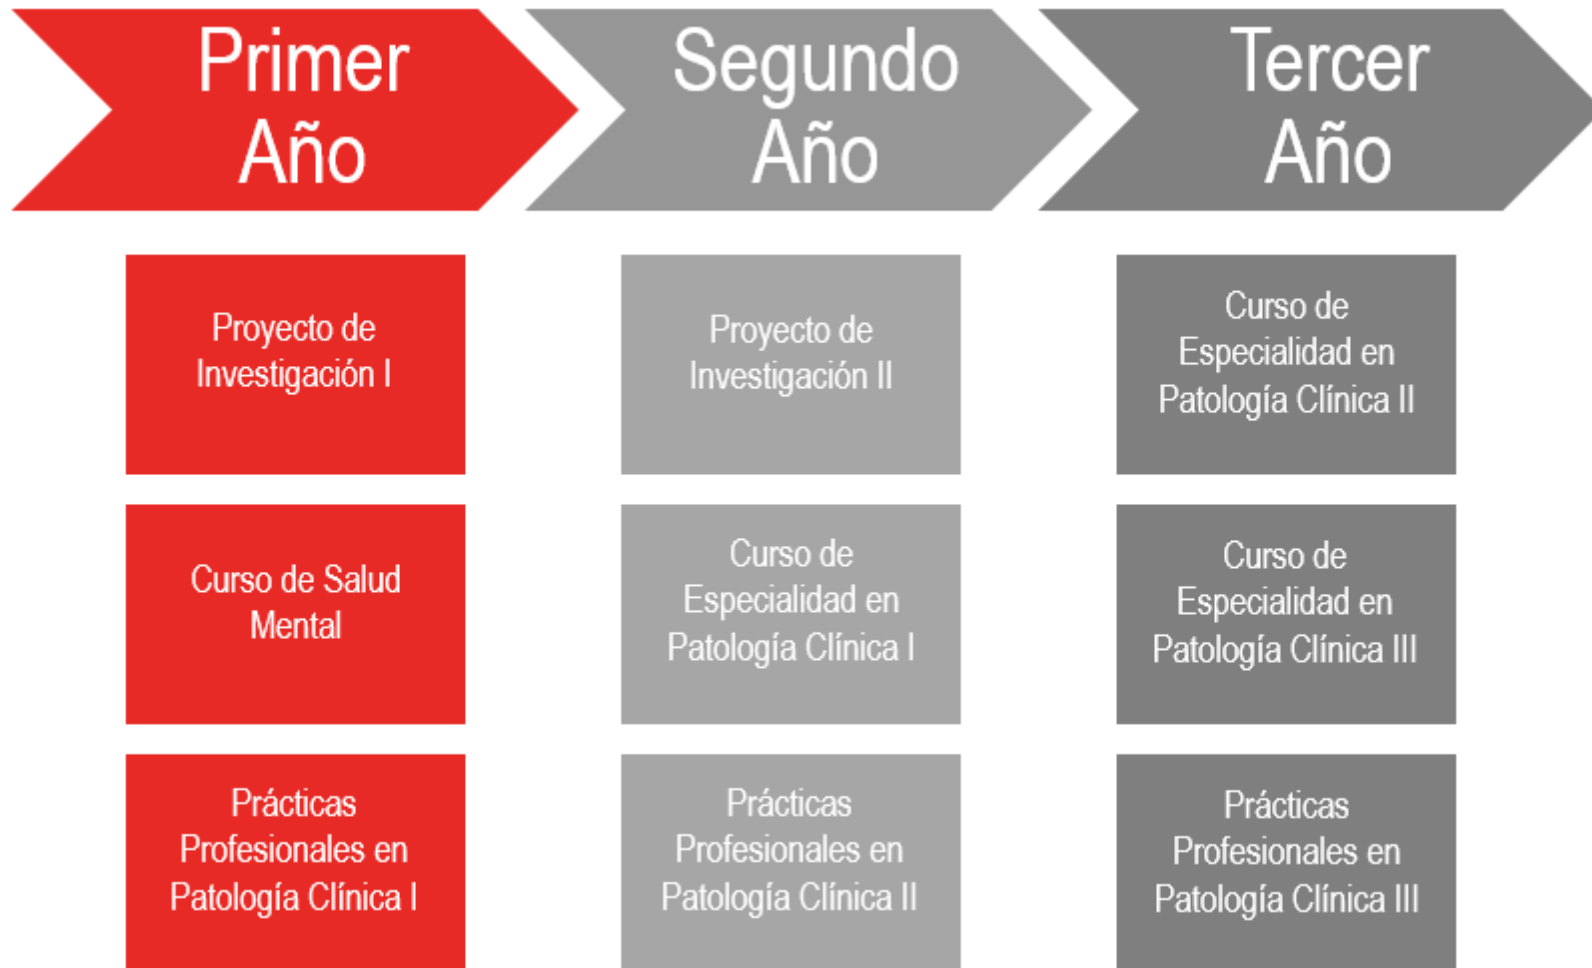 Primer
Año
Segundo
Año
Tercer
Año
Proyecto de
Investigación I
Proyecto de
Investigación II
Curso de
Especialidad en
Patología Clínica II
Curso de Salud
Mental
Curso de
Especialidad en
Patología Clínica I
Curso de
Especialidad en
Patología Clínica III
Prácticas
Profesionales en
Patología Clínica I
Prácticas
Profesionales en
Patología Clínica II
Prácticas
Profesionales en
Patología Clínica III